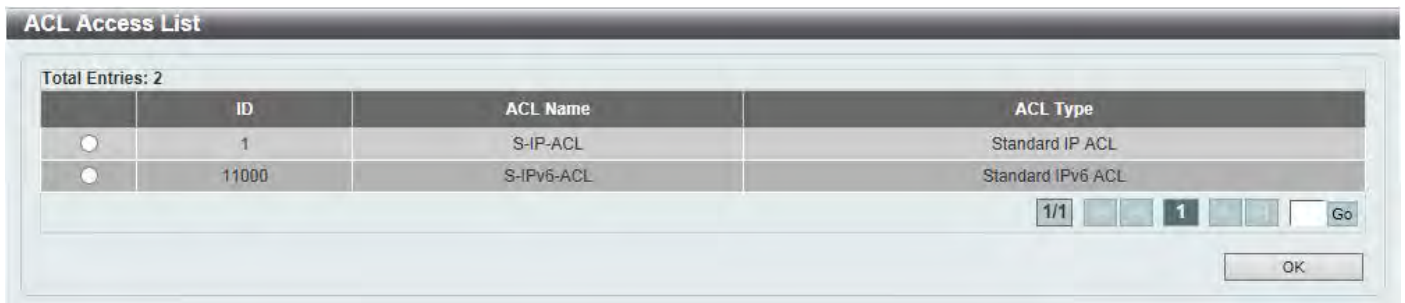 ACL Access List
Total Entries: 2
ID ACL Name ACL Type
1 S-IP-ACL Standard IP ACL
11000 S-IPv6-ACL Standard IPv6 ACL
1/1 1 Go
OK